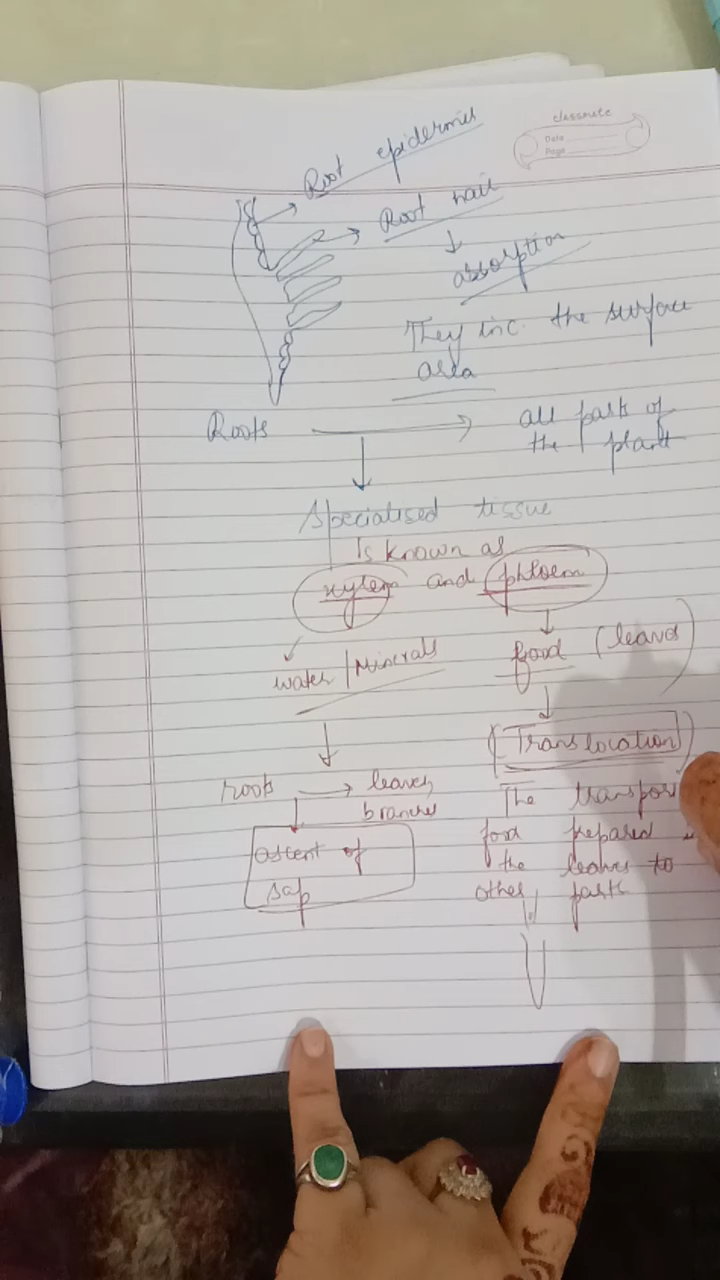 classmate
Date
Page
Root epidermis
Root hair
absorption
They inc. the surface
area
Roots → all parts of
the plant
Specialised tissue
is known as
xylem and phloem
water/Minerals
food (leaves)
Translocation
roots → leaves,
branches
ascent of
sap
The transpor
food prepared
the leaves to
other parts